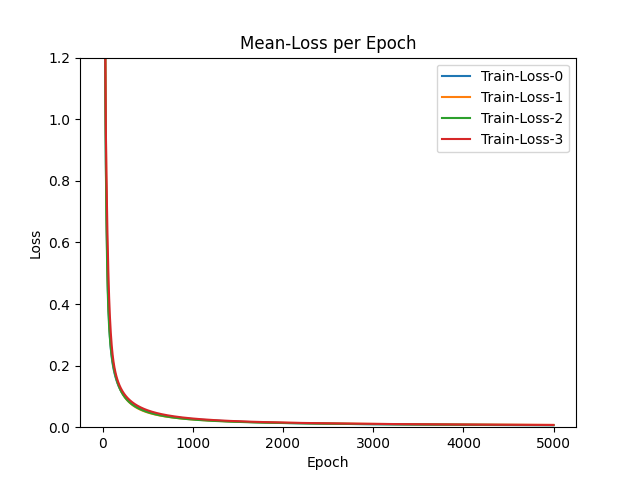 Mean-Loss per Epoch
1.2
1.0
0.8
0.6
0.4
0.2
0.0
Loss
Train-Loss-0
Train-Loss-1
Train-Loss-2
Train-Loss-3
0 1000 2000 3000 4000 5000
Epoch